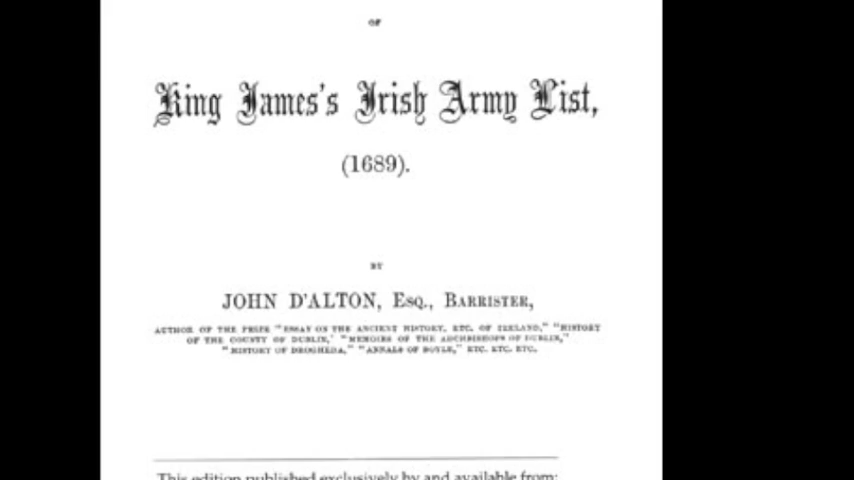 OF
King James's Irish Army List,
(1689).
BY
JOHN D'ALTON, ESQ., BARRISTER,
AUTHOR OF THE PRIZE "ESSAY ON THE ANCIENT HISTORY, ETC. OF IRELAND," "HISTORY
OF THE COUNTY OF DUBLIN," "MEMOIRS OF THE ARCHBISHOPS OF DUBLIN,"
"HISTORY OF DROGHEDA," "ANNALS OF BOYLE," ETC. ETC. ETC.
This edition published exclusively by and available from: